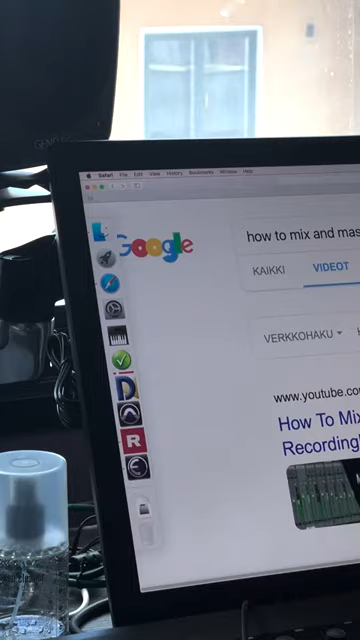 Safari File Edit View History Bookmarks Window Help
Google
how to mix and mas
KAIKKI VIDEOT
VERKKOHAKU
www.youtube.co
How To Mix
Recording
D
R